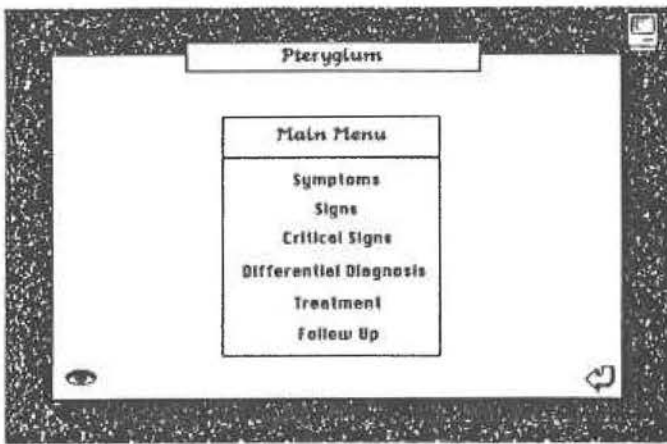 Pterygium
Main Menu
Symptoms
Signs
Critical Signs
Differential Diagnosis
Treatment
Follow Up